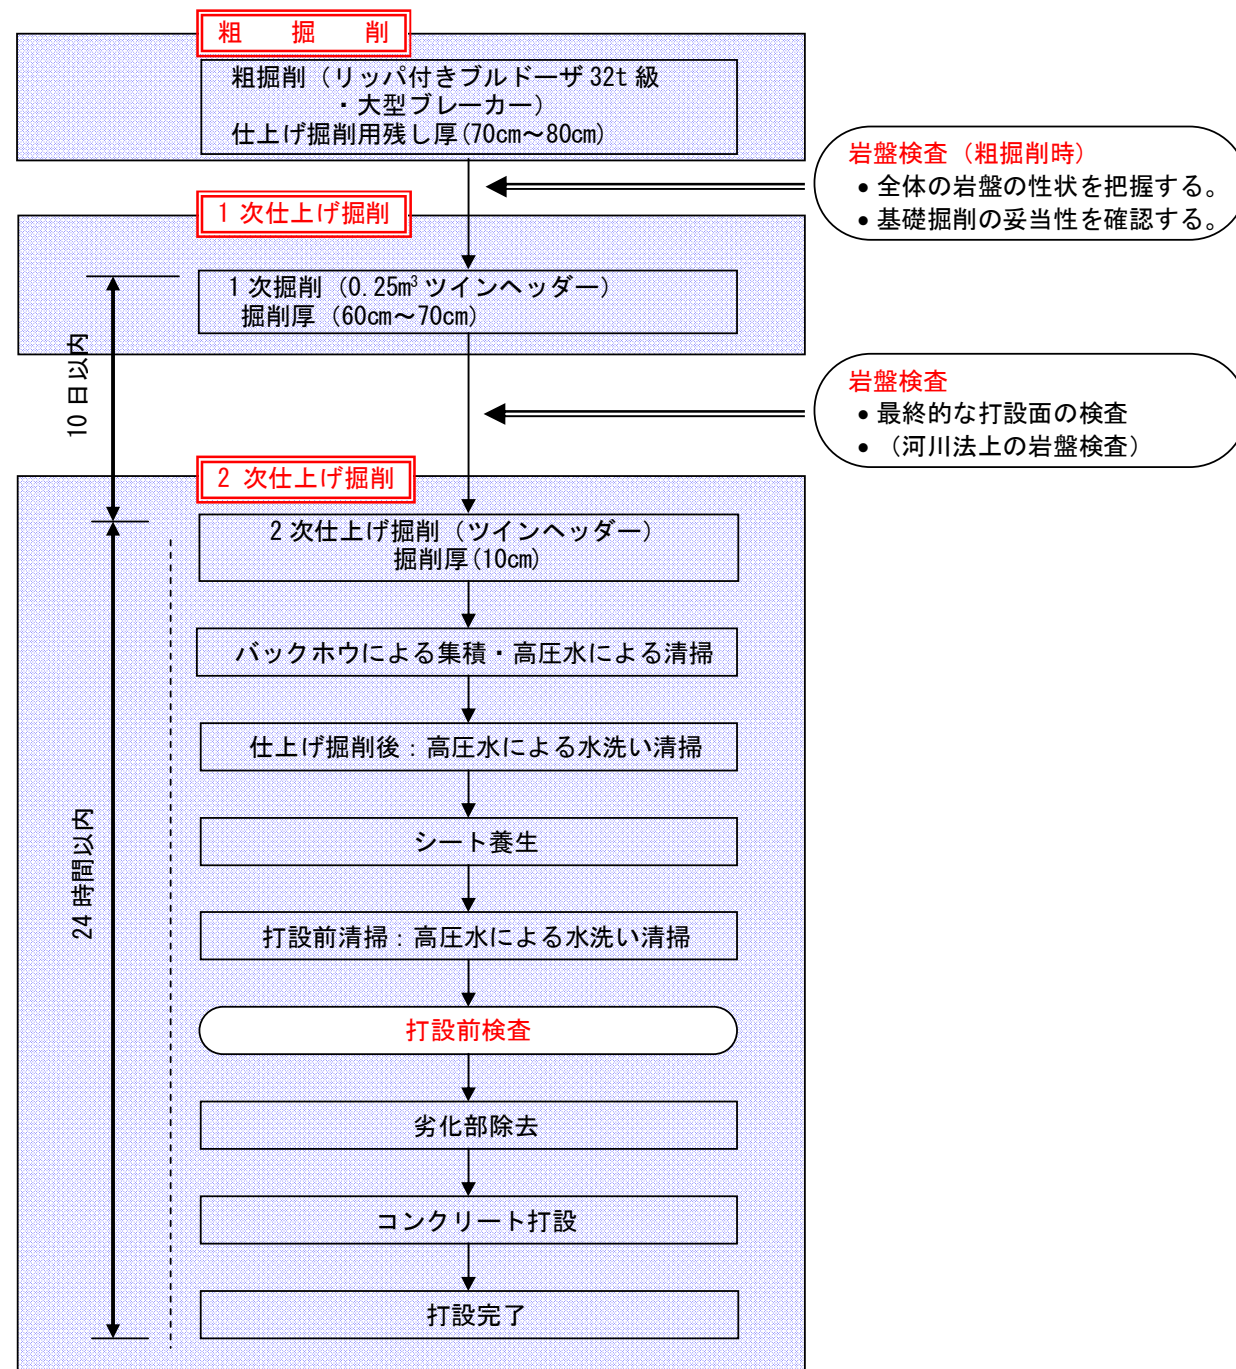 粗　掘　削
粗掘削（リッパ付きブルドーザ 32t 級
・大型ブレーカー）
仕上げ掘削用残し厚(70cm～80cm)
岩盤検査（粗掘削時）
• 全体の岩盤の性状を把握する。
• 基礎掘削の妥当性を確認する。
1 次仕上げ掘削
1 次掘削（0.25m³ ツインヘッダー）
掘削厚（60cm～70cm）
10 日以内
岩盤検査
• 最終的な打設面の検査
• （河川法上の岩盤検査）
2 次仕上げ掘削
2 次仕上げ掘削（ツインヘッダー）
掘削厚(10cm)
バックホウによる集積・高圧水による清掃
仕上げ掘削後：高圧水による水洗い清掃
シート養生
24 時間以内
打設前清掃：高圧水による水洗い清掃
打設前検査
劣化部除去
コンクリート打設
打設完了